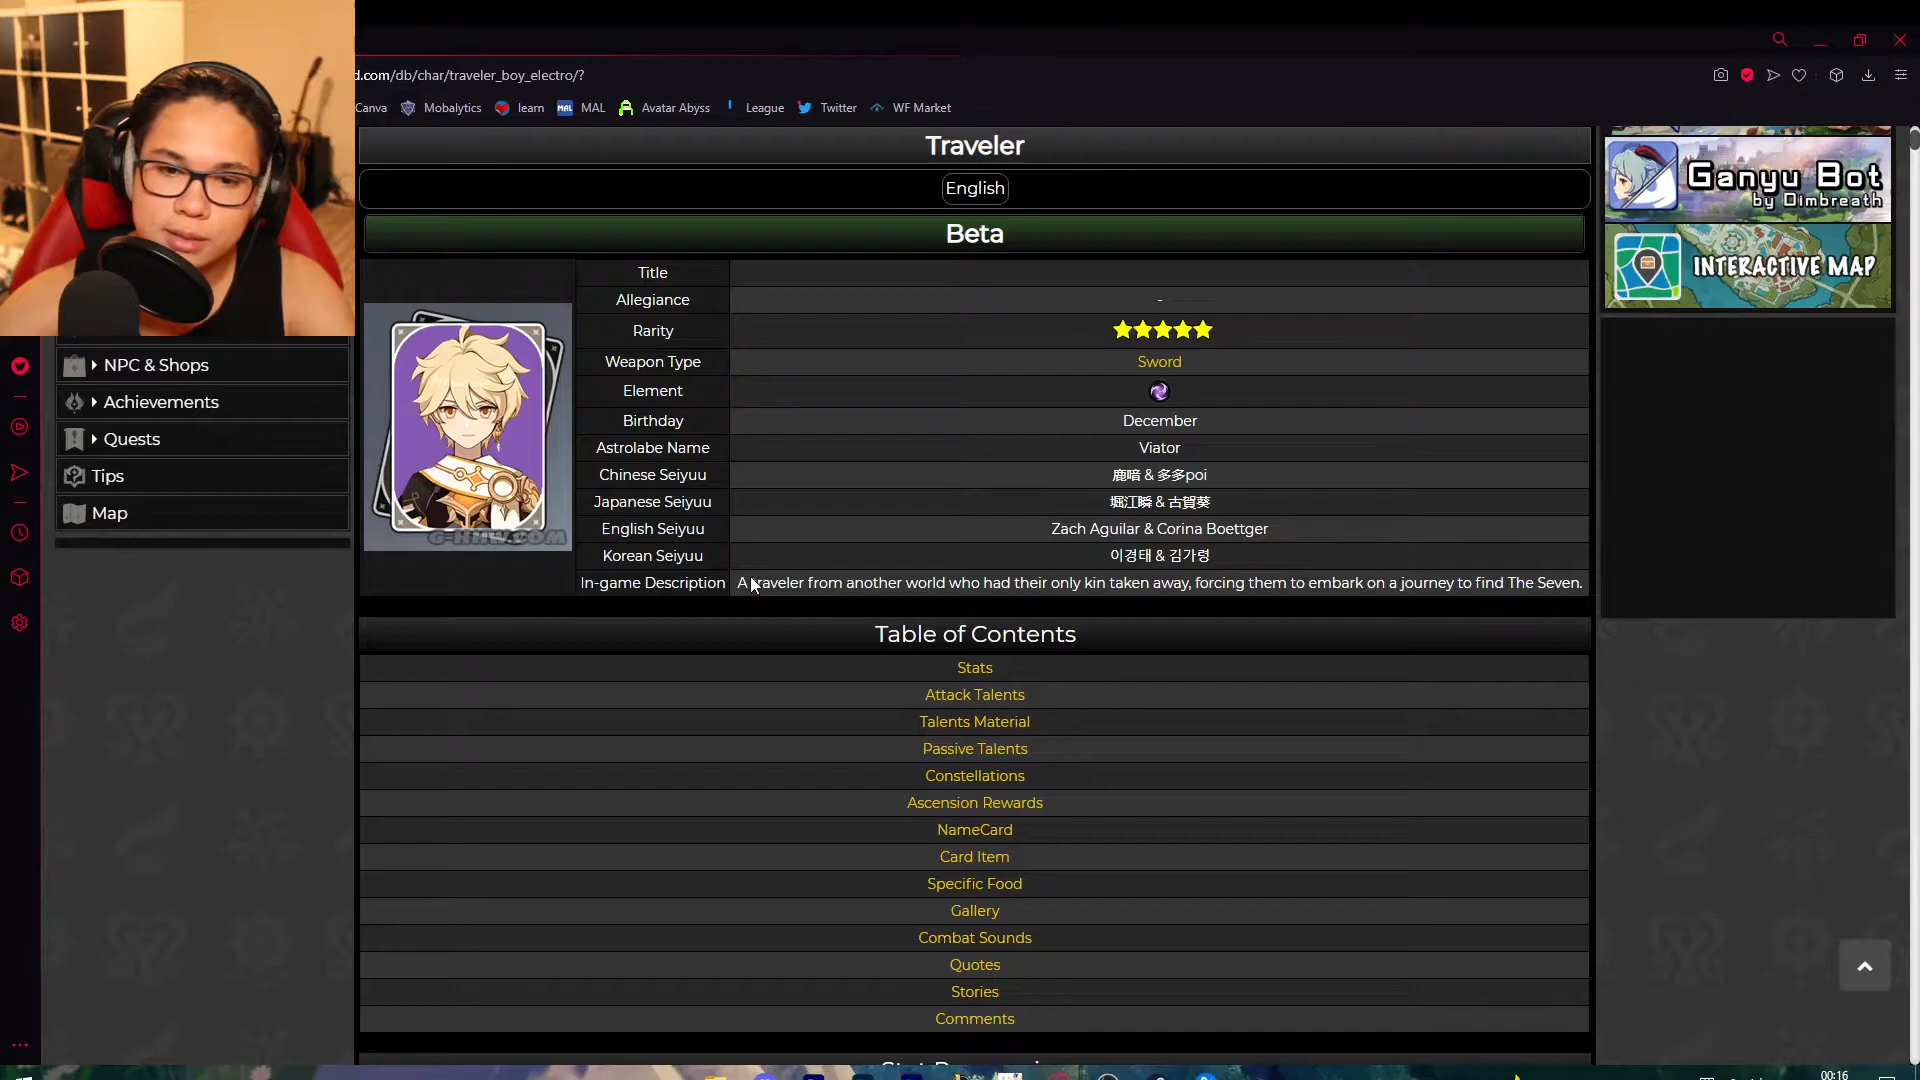 d.com/db/char/traveler_boy_electro/?
Canva Mobalytics learn MAL MAL Avatar Abyss League Twitter WF Market
Traveler
English
Beta
Title
Allegiance -
Rarity
Weapon Type Sword
Element
Birthday December
Astrolabe Name Viator
Chinese Seiyuu 鹿喑 & 多多poi
Japanese Seiyuu 堀江瞬 & 古賀葵
English Seiyuu Zach Aguilar & Corina Boettger
Korean Seiyuu 이경태 & 김가령
In-game Description A traveler from another world who had their only kin taken away, forcing them to embark on a journey to find The Seven.
G-HHW.COM
Table of Contents
Stats
Attack Talents
Talents Material
Passive Talents
Constellations
Ascension Rewards
NameCard
Card Item
Specific Food
Gallery
Combat Sounds
Quotes
Stories
Comments
NPC & Shops
Achievements
Quests
Tips
Map
Ganyu Bot
by Dimbreath
INTERACTIVE MAP
00:16